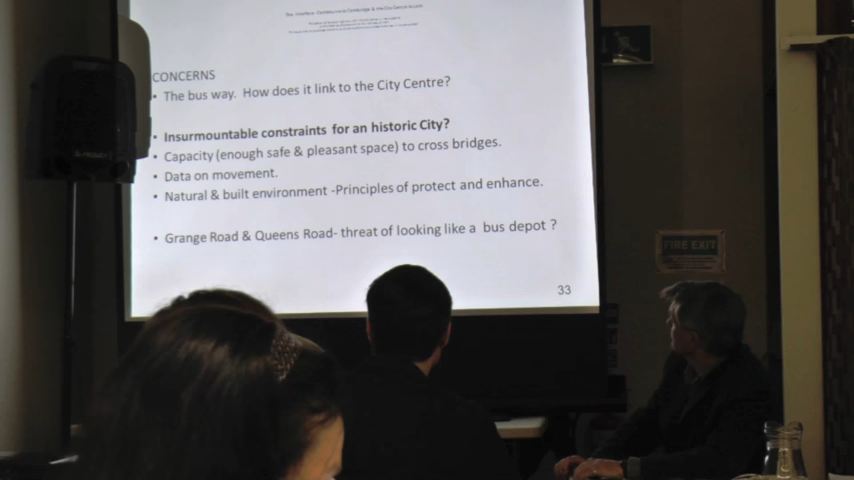 CONCERNS
• The bus way. How does it link to the City Centre?
• Insurmountable constraints for an historic City?
• Capacity (enough safe & pleasant space) to cross bridges.
• Data on movement.
• Natural & built environment -Principles of protect and enhance.
• Grange Road & Queens Road- threat of looking like a bus depot ?
33
FIRE EXIT